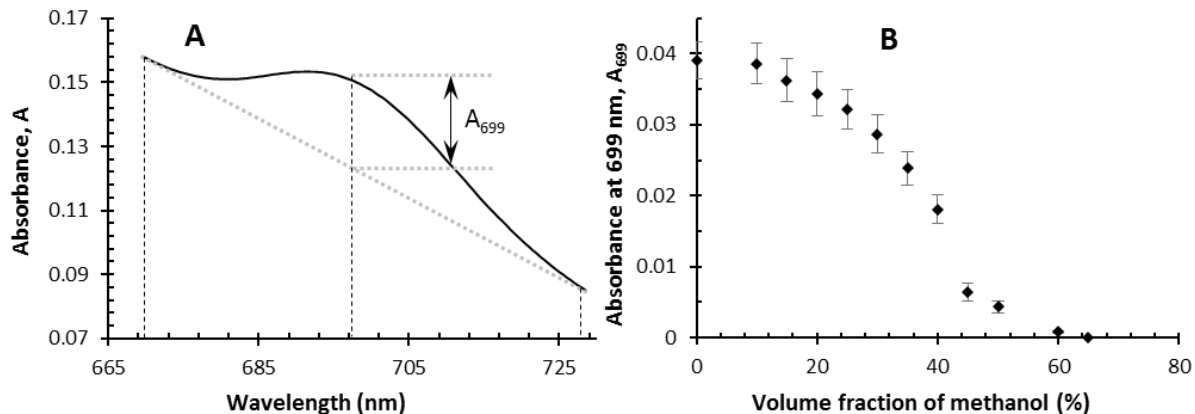 A
0.17
0.15
0.13
0.11
0.09
0.07
Absorbance, A
A699
665
685
705
725
Wavelength (nm)
B
0.04
0.03
0.02
0.01
0
Absorbance at 699 nm, A699
0
20
40
60
80
Volume fraction of methanol (%)